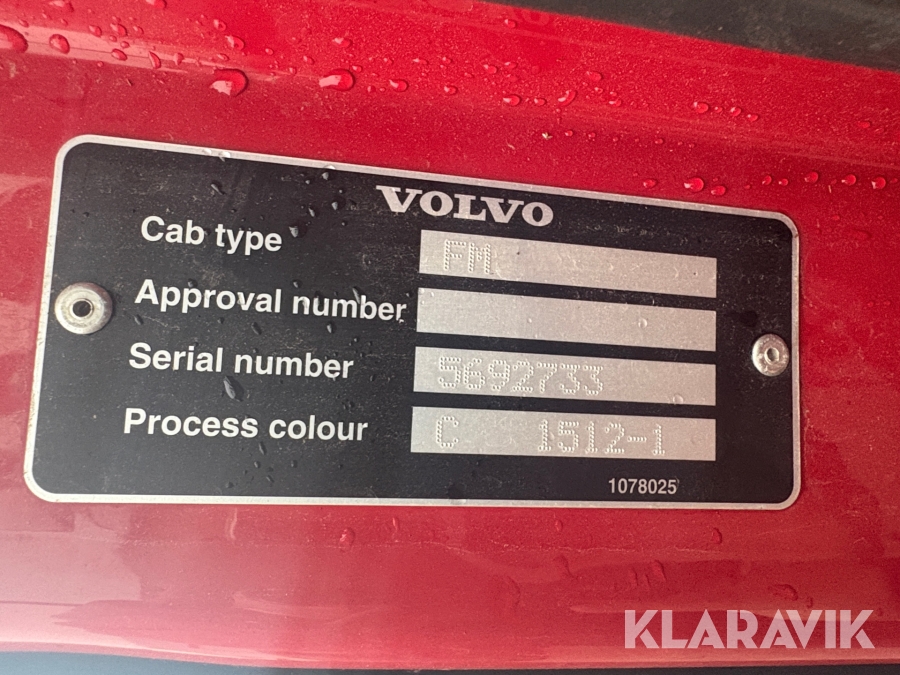 VOLVO
Cab type FM
Approval number
Serial number 5692733
Process colour C 1512-1
1078025
KLARAVIK